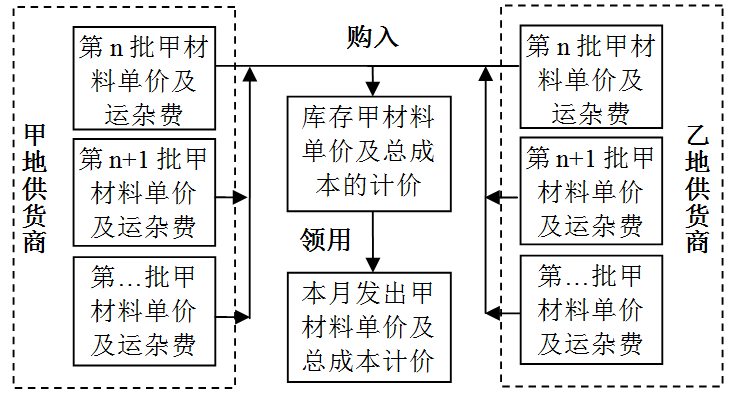 甲地供货商
第 n 批甲材
料单价及
运杂费
第 n+1 批甲
材料单价
及运杂费
第…批甲
材料单价
及运杂费
购入
库存甲材料
单价及总成
本的计价
领用
本月发出甲
材料单价及
总成本计价
第 n 批甲材
料单价及
运杂费
第 n+1 批甲
材料单价
及运杂费
第…批甲
材料单价
及运杂费
乙地供货商